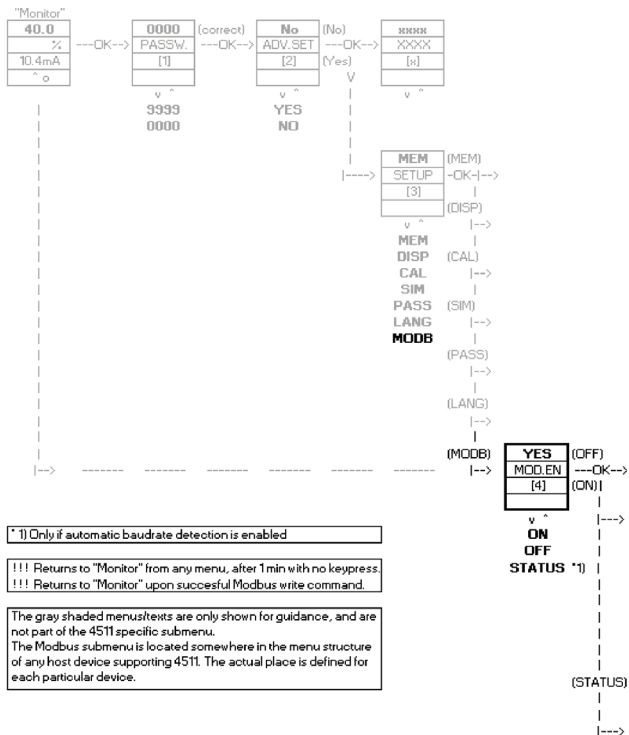 "Monitor"
40.0 0000 (correct) No (No) xxxx
% ---OK--> PASSW. ---OK--> ADV.SET ---OK--> XXXX
10.4mA [1] [2] (Yes) [x]
^ o V
v ^ v ^ | v ^
| 9999 YES |
| 0000 NO |
| |
| | MEM (MEM)
| |----> SETUP -OK-|-->
| [3] |
| (DISP)
| v ^ |-->
| MEM |
| DISP (CAL)
| CAL |-->
| SIM |
| PASS (SIM)
| LANG |-->
| MODB |
| (PASS)
| |-->
| |
| (LANG)
| |-->
| |
| (MODB) YES (OFF)
|--> ------- ------- ------- ------- ------- |--> MOD.EN ---OK-->
[4] (ON) |
|
v ^ |--->
* 1) Only if automatic baudrate detection is enabled
ON |
OFF |
STATUS *1) |
!!! Returns to "Monitor" from any menu, after 1 min with no keypress.
!!! Returns to "Monitor" upon succesful Modbus write command.
The gray shaded menus/texts are only shown for guidance, and are
not part of the 4511 specific submenu.
The Modbus submenu is located somewhere in the menu structure
of any host device supporting 4511. The actual place is defined for
each particular device.
(STATUS)
|
|--->